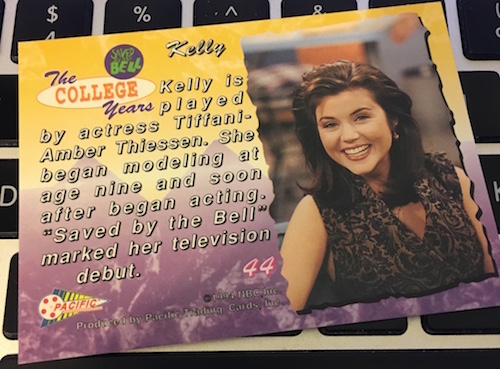 $
%
SAVED
BY THE
BELL
Kelly
The
COLLEGE
Years
Kelly is
played
by actress Tiffani-
Amber Thiessen. She
began modeling at
age nine and soon
after began acting.
"Saved by the Bell"
marked her television
debut.
44
NBC, Inc.
PACIFIC
Produced by Pacific Trading Cards, Inc
D